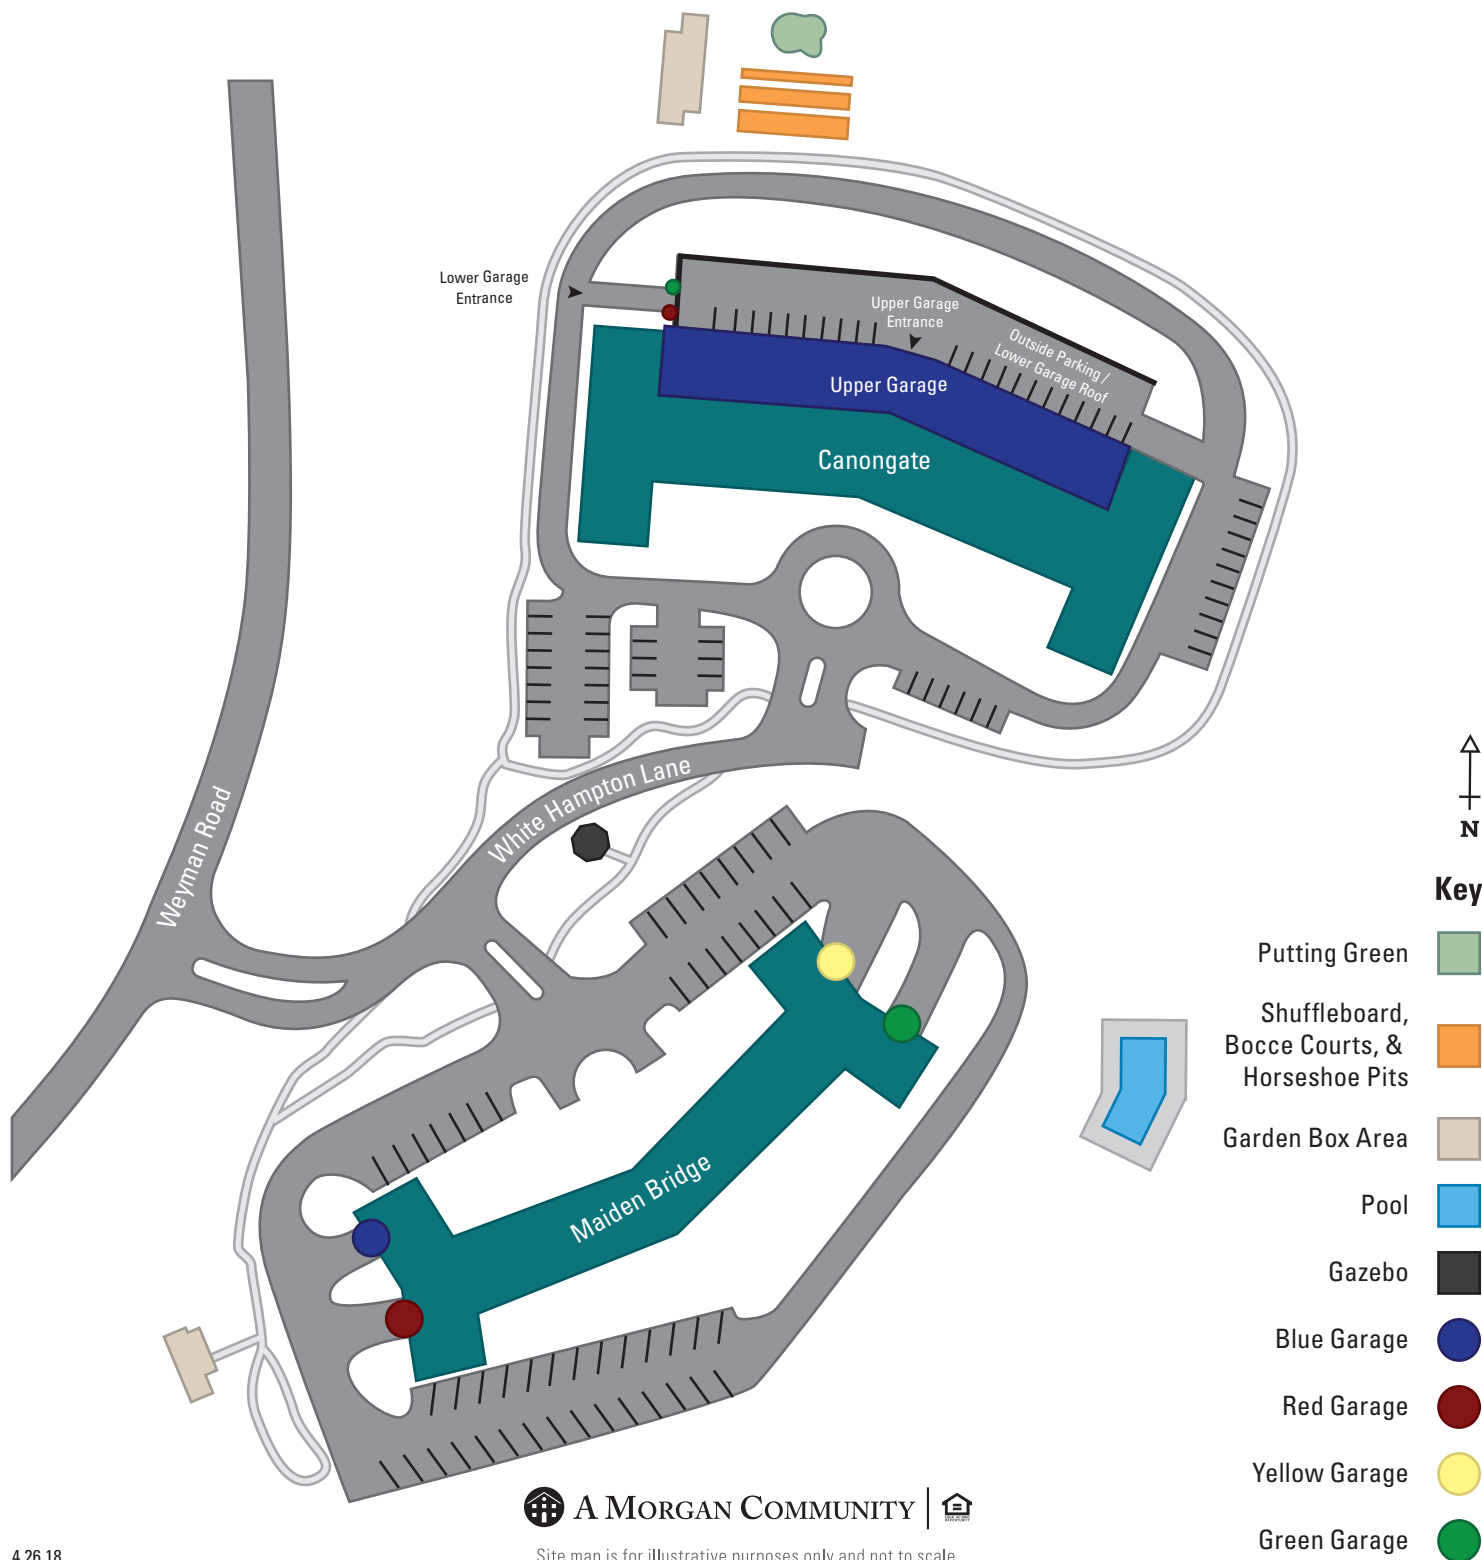 Lower Garage
Entrance
Upper Garage
Entrance
Outside Parking /
Lower Garage Roof
Upper Garage
Canongate
White Hampton Lane
Weyman Road
Maiden Bridge
N
Key
Putting Green
Shuffleboard,
Bocce Courts, &
Horseshoe Pits
Garden Box Area
Pool
Gazebo
Blue Garage
Red Garage
Yellow Garage
Green Garage
A MORGAN COMMUNITY
4.26.18
Site map is for illustrative purposes only and not to scale